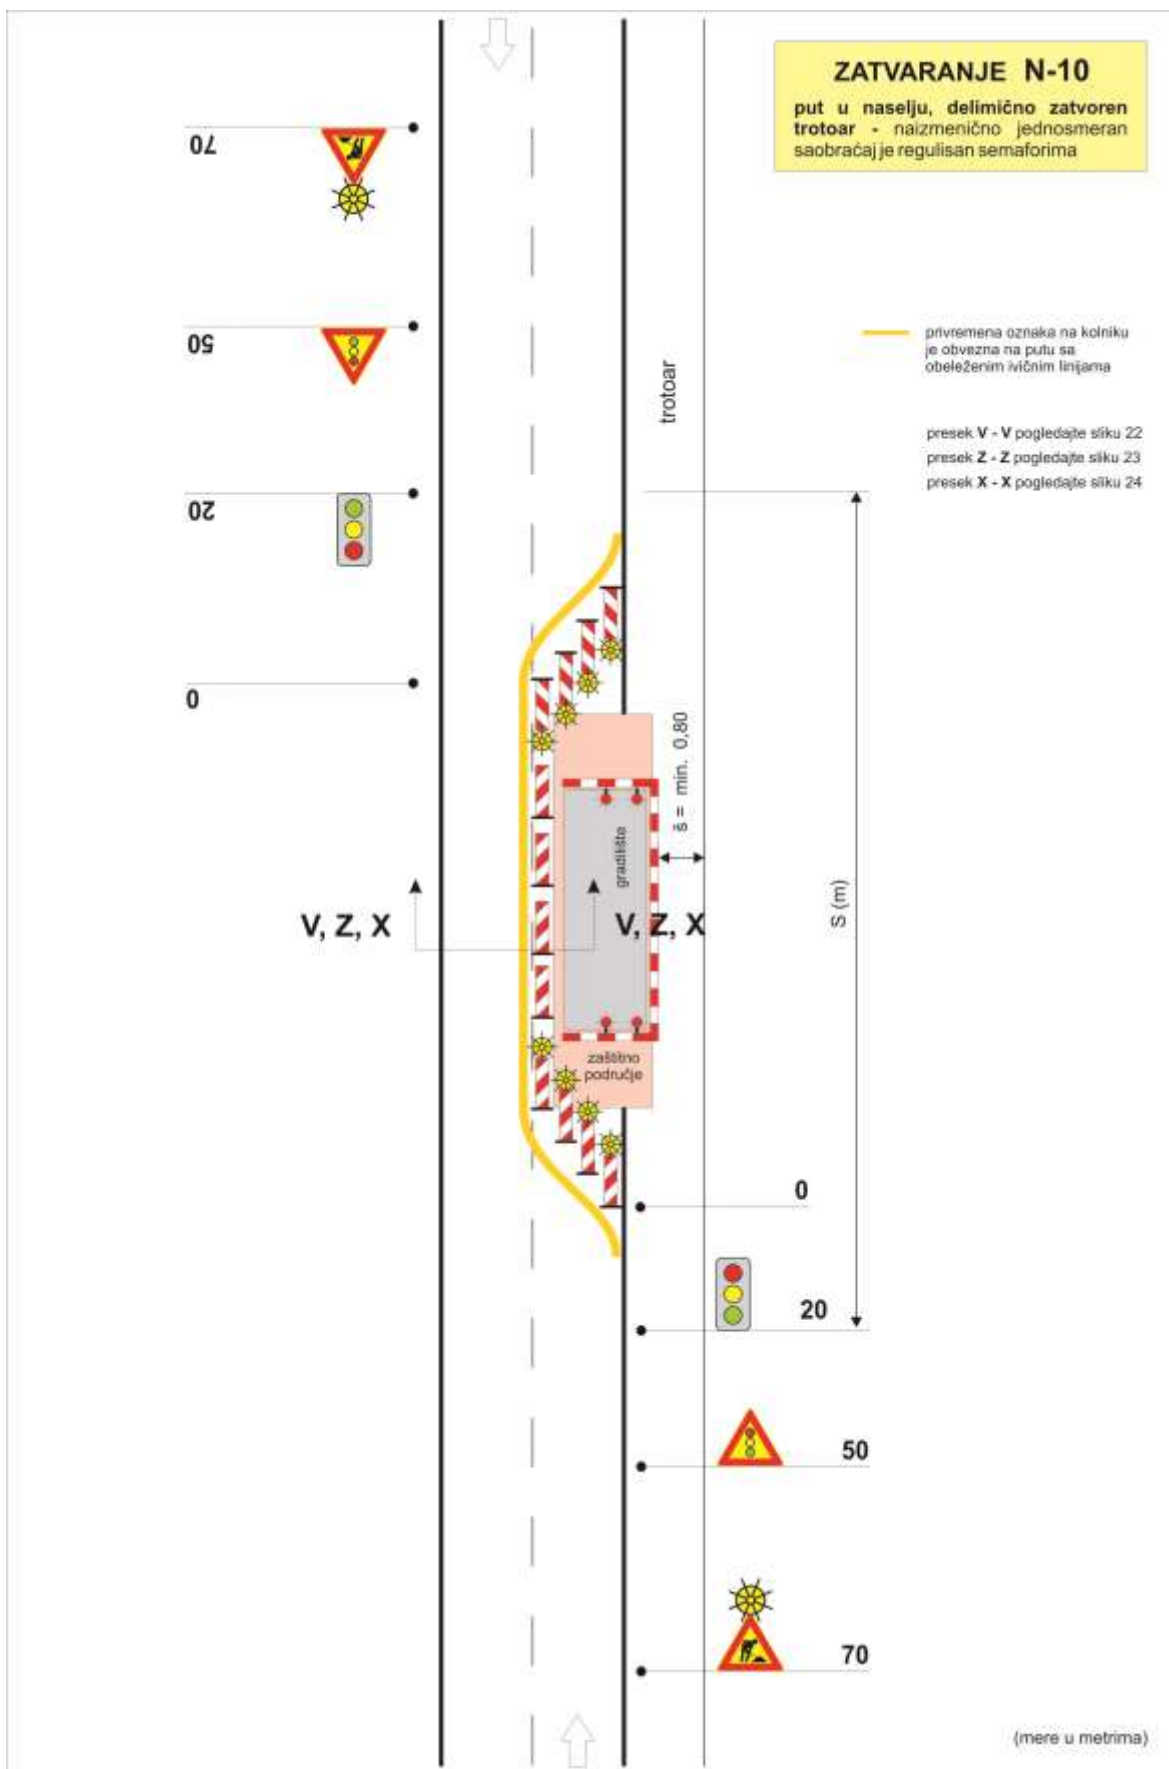 ZATVARANJE N-10
put u naselju, delimično zatvoren
trotoar - naizmenično jednosmeran
saobraćaj je regulisan semaforima
70
50
privremena oznaka na kolniku
je obvezna na putu sa
obeleženim ivičnim linijama
trotoar
presek V - V pogledajte sliku 22
presek Z - Z pogledajte sliku 23
presek X - X pogledajte sliku 24
20
0
š = min. 0,80
gradilište
S (m)
V, Z, X
V, Z, X
zaštitno
područje
0
20
50
70
(mere u metrima)